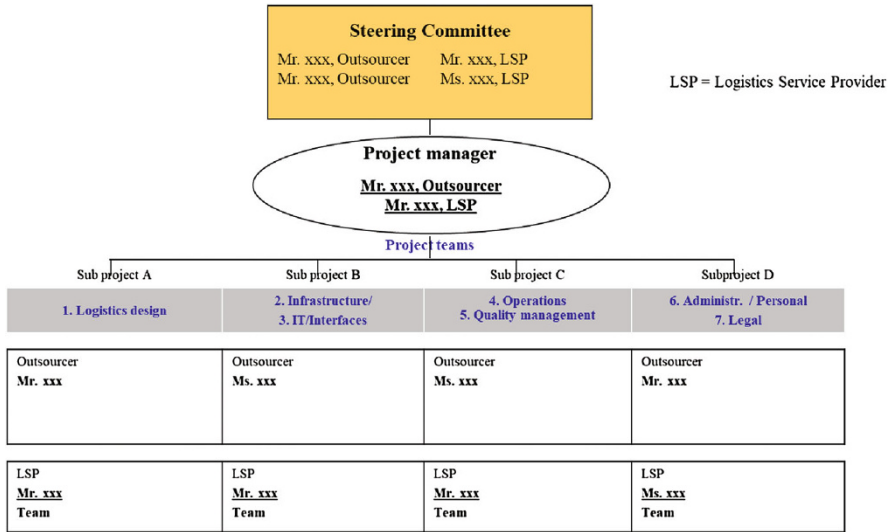 Steering Committee
Mr. xxx, Outsourcer Mr. xxx, LSP
Mr. xxx, Outsourcer Ms. xxx, LSP
LSP = Logistics Service Provider
Project manager
Mr. xxx, Outsourcer
Mr. xxx, LSP
Project teams
Sub project A Sub project B Sub project C Subproject D
1. Logistics design
2. Infrastructure/
3. IT/Interfaces
4. Operations
5. Quality management
6. Administr. / Personal
7. Legal
Outsourcer
Mr. xxx
Outsourcer
Ms. xxx
Outsourcer
Ms. xxx
Outsourcer
Mr. xxx
LSP
Mr. xxx
Team
LSP
Mr. xxx
Team
LSP
Mr. xxx
Team
LSP
Ms. xxx
Team